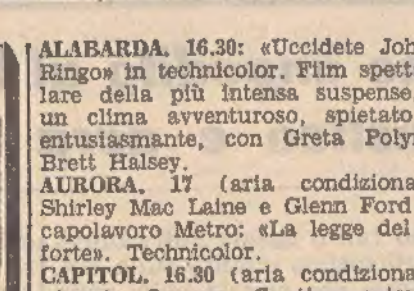 ALABARDA. 16.30: «Uccidete Joh
Ringo» in technicolor. Film spett
lare della più intensa suspense
un clima avventuroso, spietato
entusiasmante, con Greta Poly
Brett Halsey.
AURORA. 17 (aria condiziona
Shirley Mac Laine e Glenn Ford
capolavoro Metro: «La legge del
forte». Technicolor.
CAPITOL. 16.30 (aria condiziona